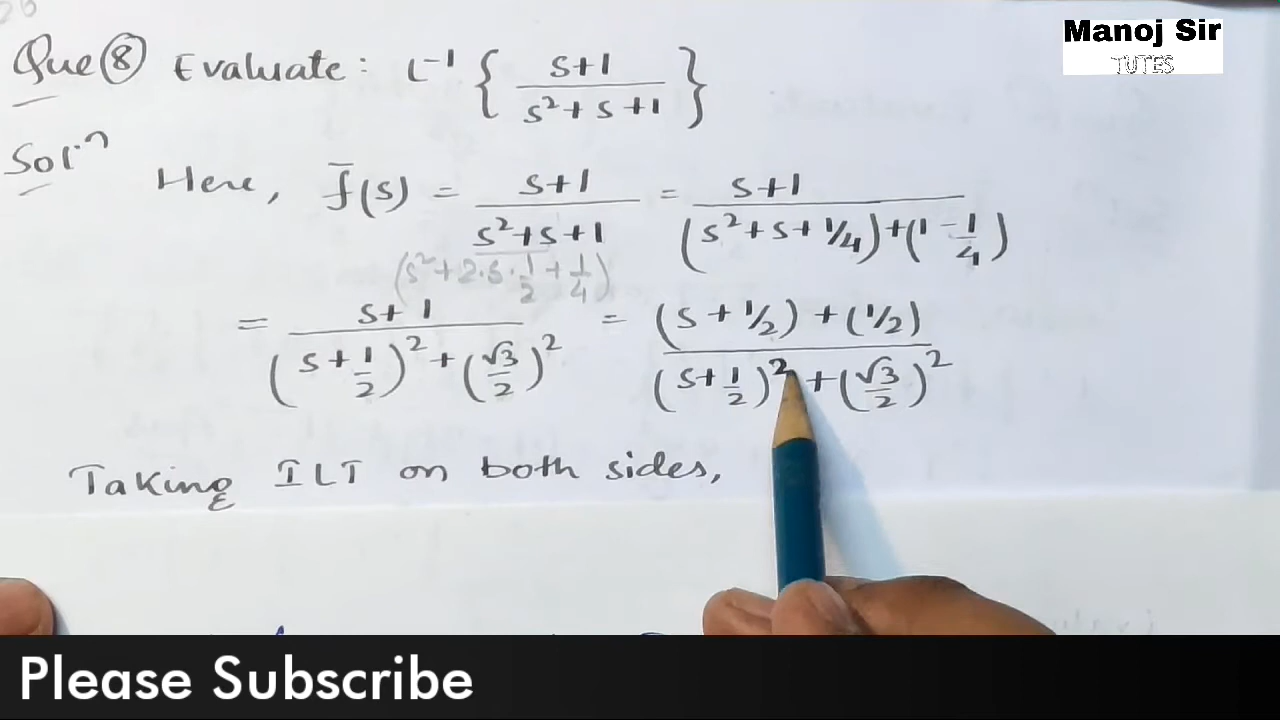 Manoj Sir
TUTES
Que (8) Evaluate: L⁻¹ { (s+1)/(s²+s+1) }
Solⁿ
Here, f̄(s) = (s+1)/(s²+s+1) = (s+1)/((s²+s+1/4)+(1-1/4))
(s²+2·s·1/2+1/4)
= (s+1)/((s+1/2)²+(√3/2)²) = ((s+1/2)+(1/2))/((s+1/2)²+(√3/2)²)
Taking ILT on both sides,
Please Subscribe